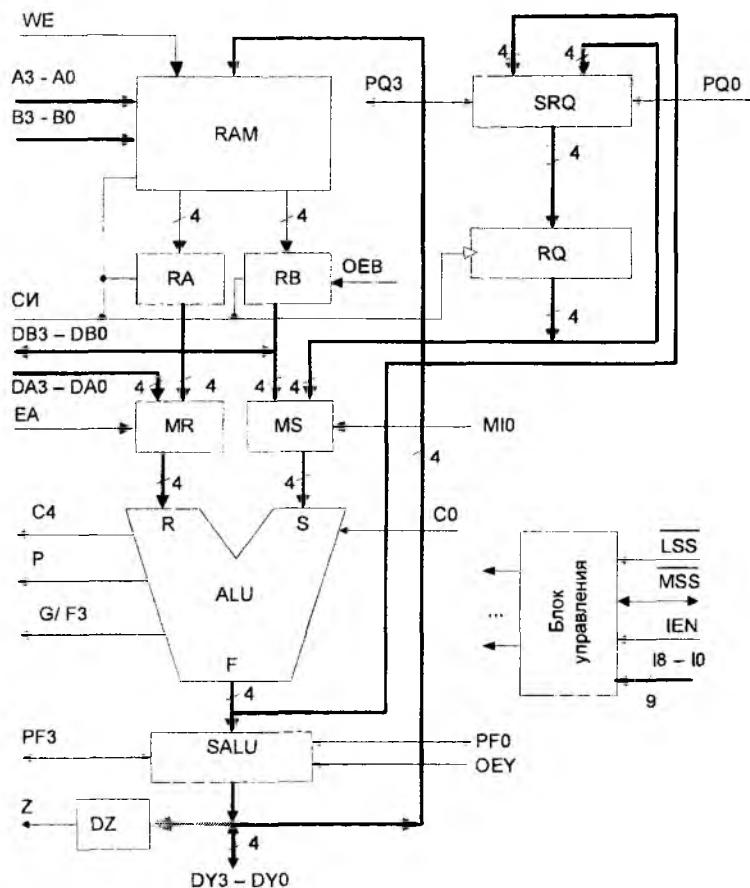 WE
4
4
A3 - A0
PQ3
SRQ
PQ0
B3 - B0
RAM
4
4
4
RA
RB
OEB
RQ
СИ
4
DB3 – DB0
DA3 – DA0
4
4
4
4
EA
MR
MS
MI0
4
4
4
C4
R
S
C0
P
ALU
LSS
MSS
G/ F3
IEN
Блок
управления
...
F
I8 – I0
4
9
PF3
SALU
PF0
OEY
Z
DZ
4
DY3 – DY0